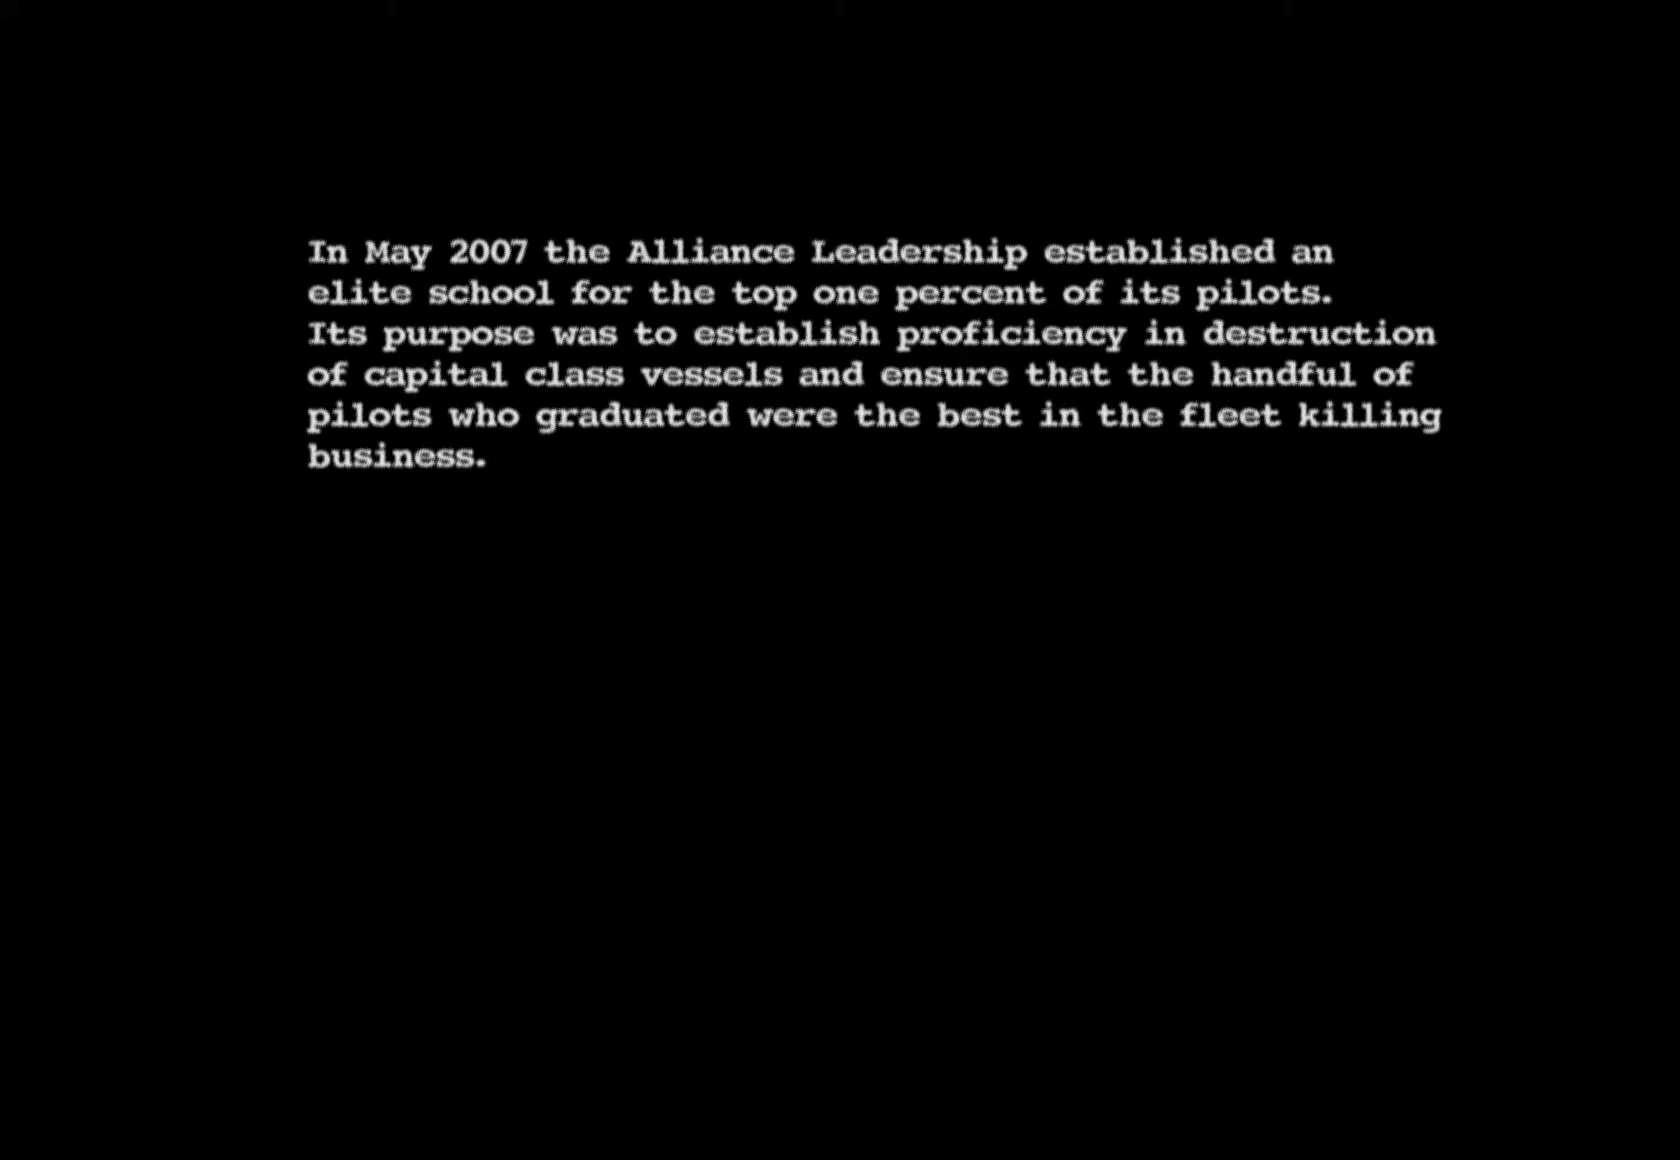 In May 2007 the Alliance Leadership established an
elite school for the top one percent of its pilots.
Its purpose was to establish proficiency in destruction
of capital class vessels and ensure that the handful of
pilots who graduated were the best in the fleet killing
business.